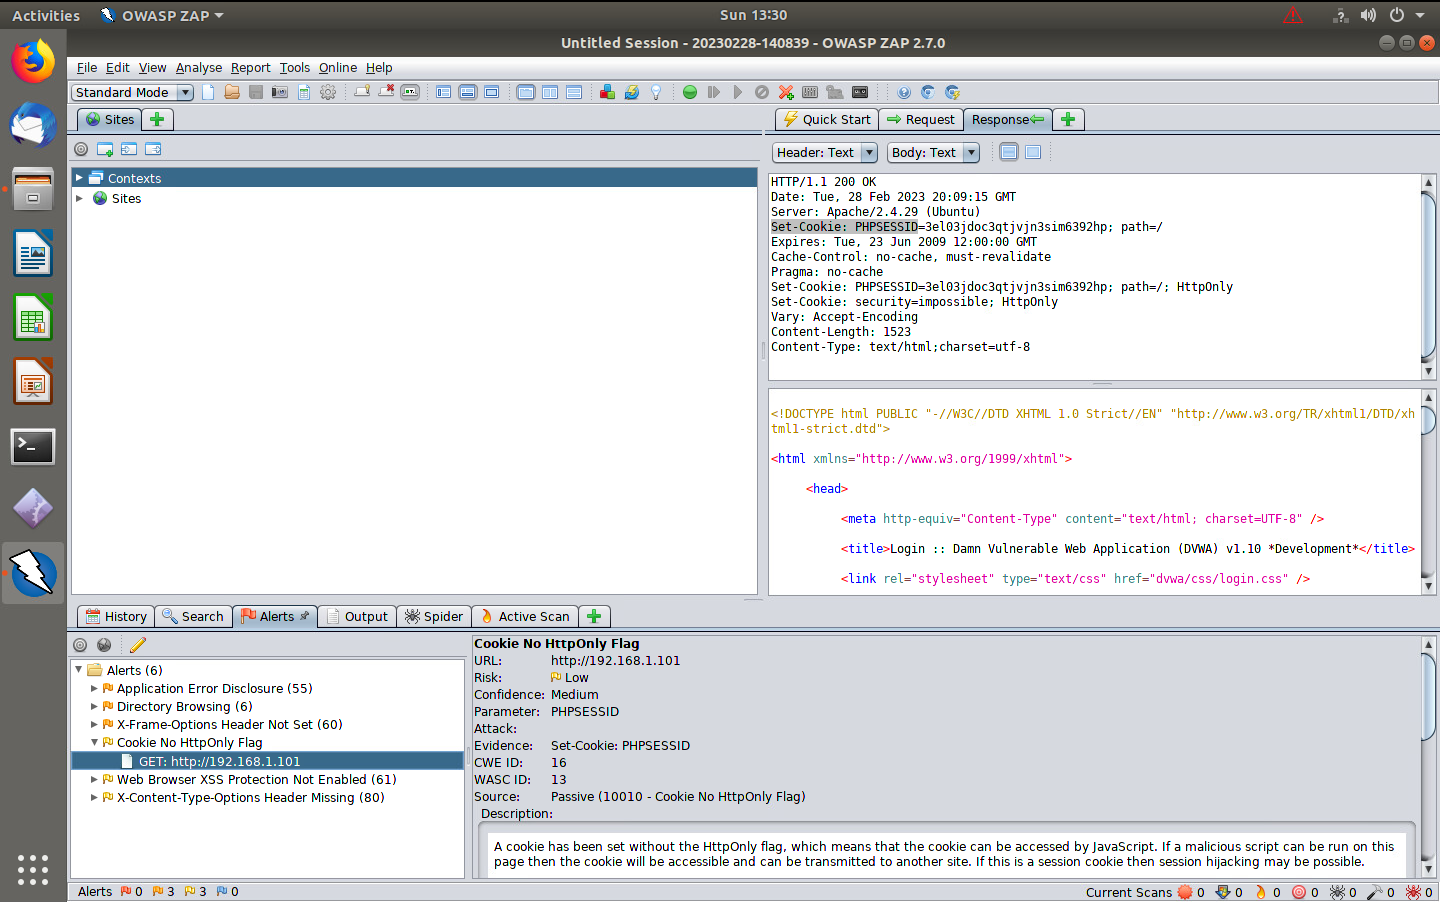 Activities OWASP ZAP Sun 13:30
Untitled Session - 20230228-140839 - OWASP ZAP 2.7.0
File Edit View Analyse Report Tools Online Help
Standard Mode
Sites
Quick Start Request Response
Header: Text Body: Text
Contexts
Sites
HTTP/1.1 200 OK
Date: Tue, 28 Feb 2023 20:09:15 GMT
Server: Apache/2.4.29 (Ubuntu)
Set-Cookie: PHPSESSID=3el03jdoc3qtjvjn3sim6392hp; path=/
Expires: Tue, 23 Jun 2009 12:00:00 GMT
Cache-Control: no-cache, must-revalidate
Pragma: no-cache
Set-Cookie: PHPSESSID=3el03jdoc3qtjvjn3sim6392hp; path=/; HttpOnly
Set-Cookie: security=impossible; HttpOnly
Vary: Accept-Encoding
Content-Length: 1523
Content-Type: text/html;charset=utf-8
<!DOCTYPE html PUBLIC "-//W3C//DTD XHTML 1.0 Strict//EN" "http://www.w3.org/TR/xhtml1/DTD/xh
tml1-strict.dtd">
<html xmlns="http://www.w3.org/1999/xhtml">
<head>
<meta http-equiv="Content-Type" content="text/html; charset=UTF-8" />
<title>Login :: Damn Vulnerable Web Application (DVWA) v1.10 *Development*</title>
<link rel="stylesheet" type="text/css" href="dvwa/css/login.css" />
History Search Alerts Output Spider Active Scan
Alerts (6)
Application Error Disclosure (55)
Directory Browsing (6)
X-Frame-Options Header Not Set (60)
Cookie No HttpOnly Flag
GET: http://192.168.1.101
Web Browser XSS Protection Not Enabled (61)
X-Content-Type-Options Header Missing (80)
Cookie No HttpOnly Flag
URL: http://192.168.1.101
Risk: Low
Confidence: Medium
Parameter: PHPSESSID
Attack:
Evidence: Set-Cookie: PHPSESSID
CWE ID: 16
WASC ID: 13
Source: Passive (10010 - Cookie No HttpOnly Flag)
Description:
A cookie has been set without the HttpOnly flag, which means that the cookie can be accessed by JavaScript. If a malicious script can be run on this
page then the cookie will be accessible and can be transmitted to another site. If this is a session cookie then session hijacking may be possible.
Alerts 0 3 3 0 Current Scans 0 0 0 0 0 0 0